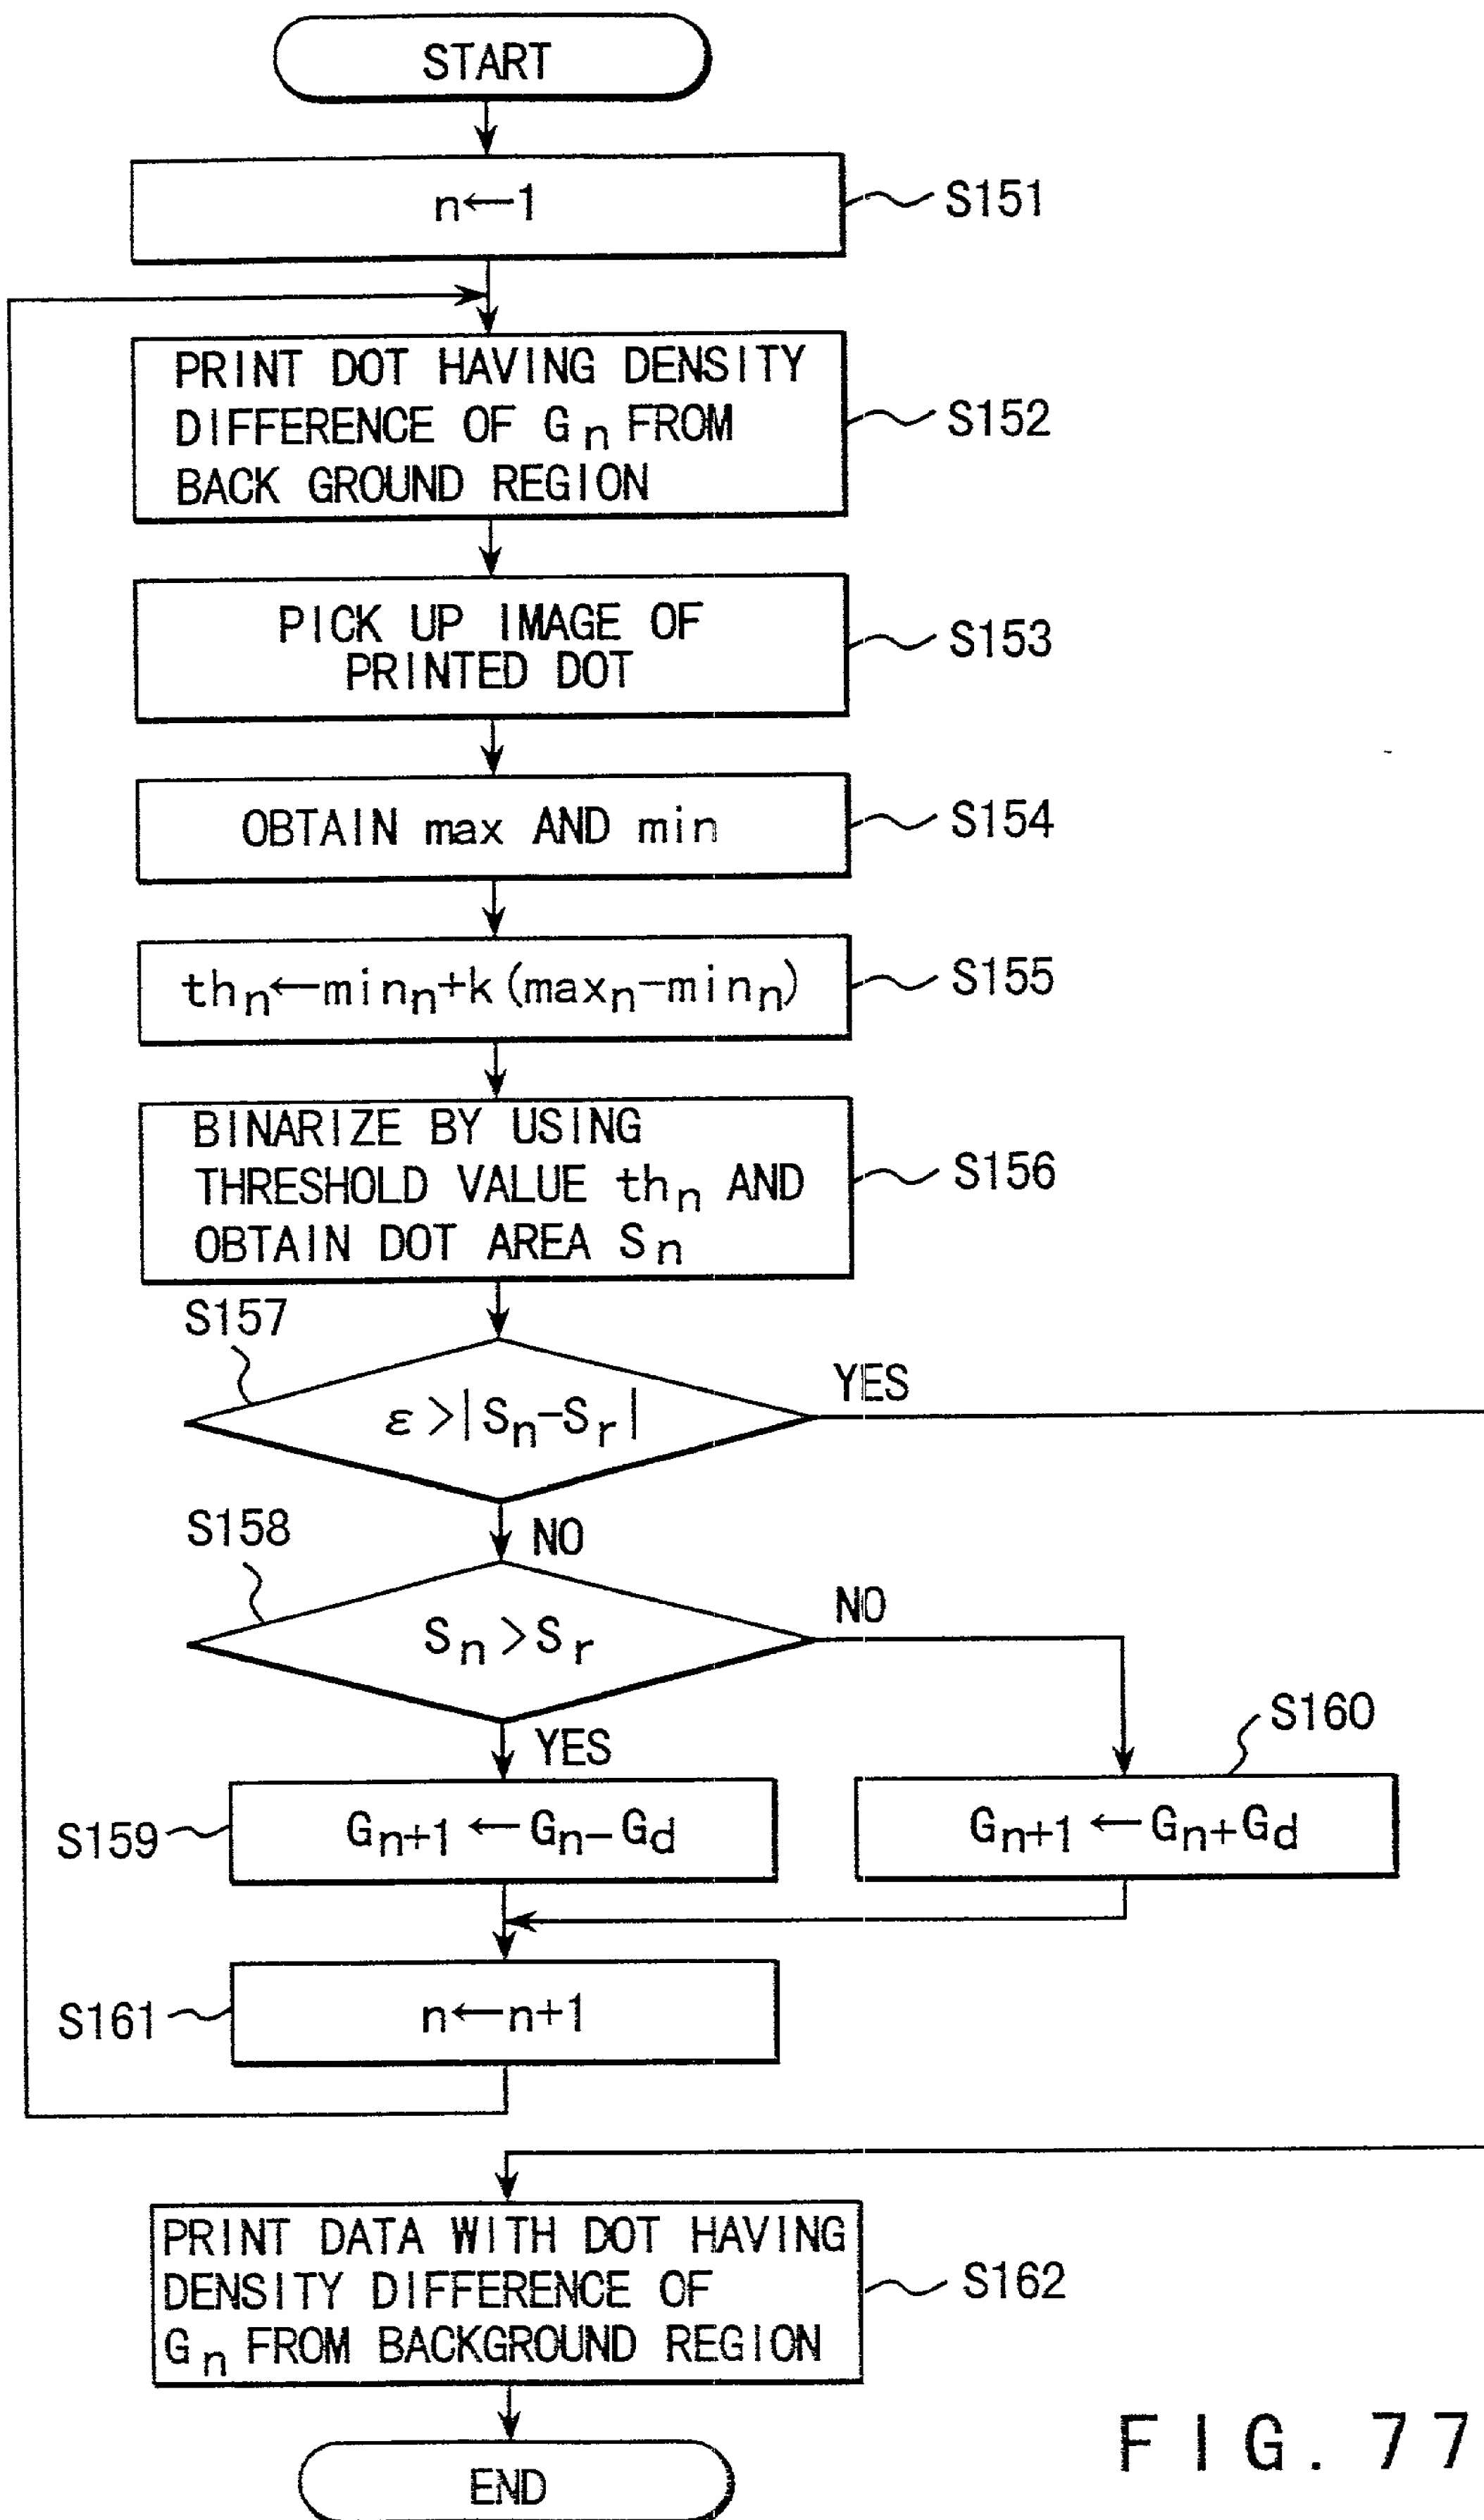 START
n←1
S151
PRINT DOT HAVING DENSITY
DIFFERENCE OF Gn FROM
BACK GROUND REGION
S152
PICK UP IMAGE OF
PRINTED DOT
S153
OBTAIN max AND min
S154
thn←minn+k(maxn-minn)
S155
BINARIZE BY USING
THRESHOLD VALUE thn AND
OBTAIN DOT AREA Sn
S156
S157
ε>|Sn-Sr|
YES
NO
S158
Sn>Sr
NO
YES
S159
Gn+1←Gn-Gd
S160
Gn+1←Gn+Gd
S161
n←n+1
PRINT DATA WITH DOT HAVING
DENSITY DIFFERENCE OF
Gn FROM BACKGROUND REGION
S162
END
FIG. 77